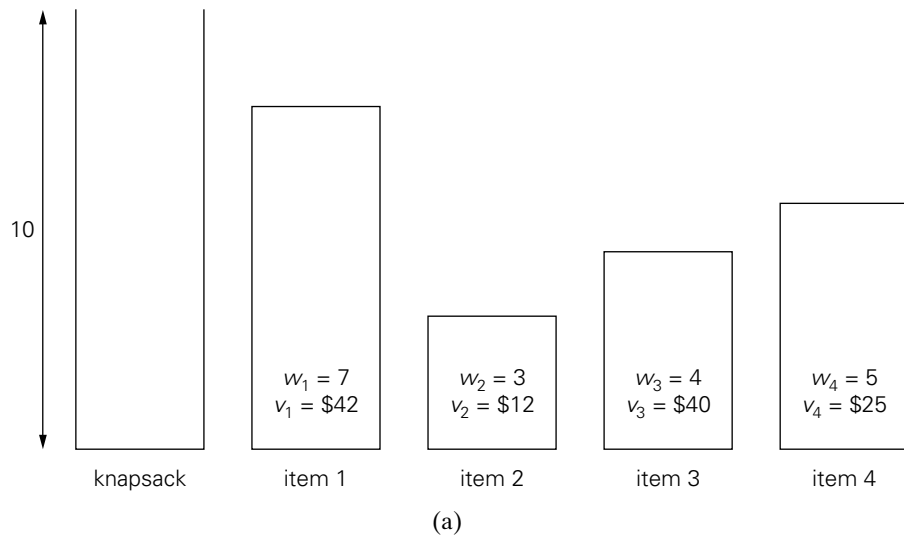 10
w₁ = 7
v₁ = $42
w₂ = 3
v₂ = $12
w₃ = 4
v₃ = $40
w₄ = 5
v₄ = $25
knapsack item 1 item 2 item 3 item 4
(a)